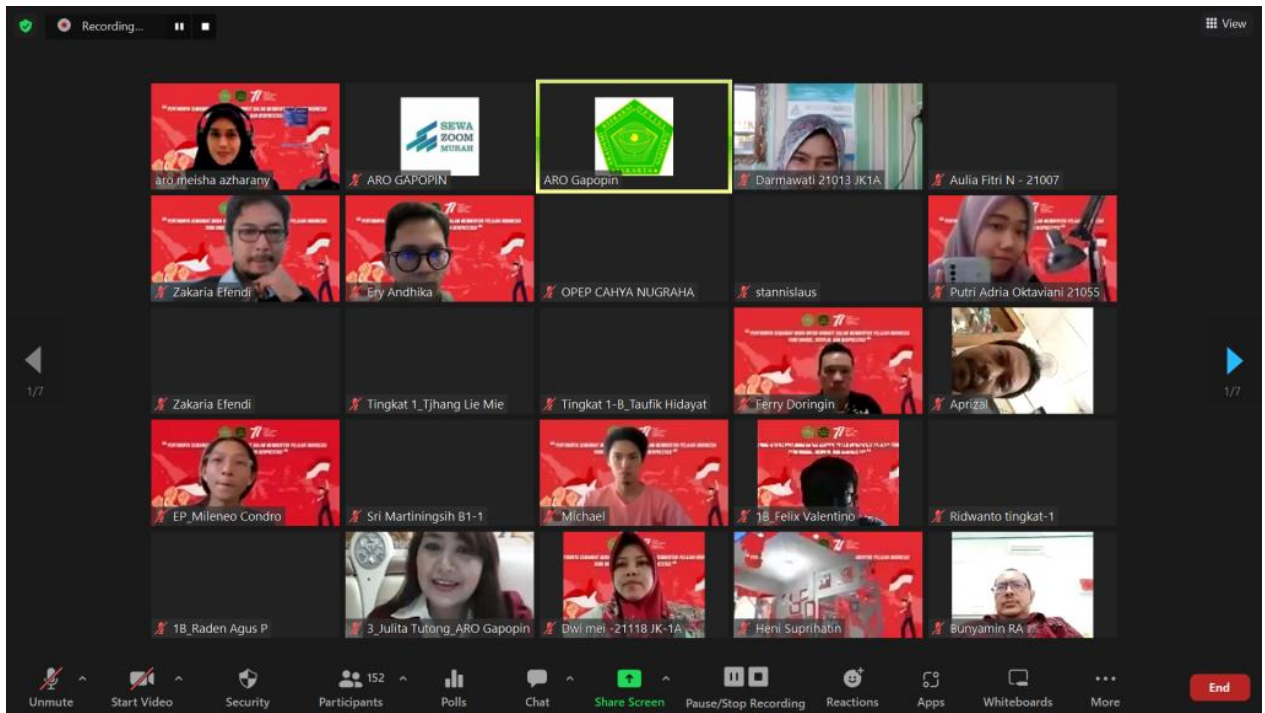 Recording...
View
SEWA
ZOOM
MURAH
aro meisha azharany
ARO GAPOPIN
ARO Gapopin
Darmawati 21013 JK1A
Aulia Fitri N - 21007
Zakaria Efendi
Ery Andhika
OPEP CAHYA NUGRAHA
stannislaus
Putri Adria Oktaviani 21055
1/7
1/7
Zakaria Efendi
Tingkat 1_Tjhang Lie Mie
Tingkat 1-B_Taufik Hidayat
Ferry Doringin
Aprizal
EP_Mileneo Condro
Sri Martiningsih B1-1
Michael
1B_Felix Valentino
Ridwanto tingkat-1
1B_Raden Agus P
3_Julita Tutong_ARO Gapopin
Dwi mei -21118 JK-1A
Heni Suprihatin
Bunyamin RA
152
Unmute
Start Video
Security
Participants
Polls
Chat
Share Screen
Pause/Stop Recording
Reactions
Apps
Whiteboards
More
End